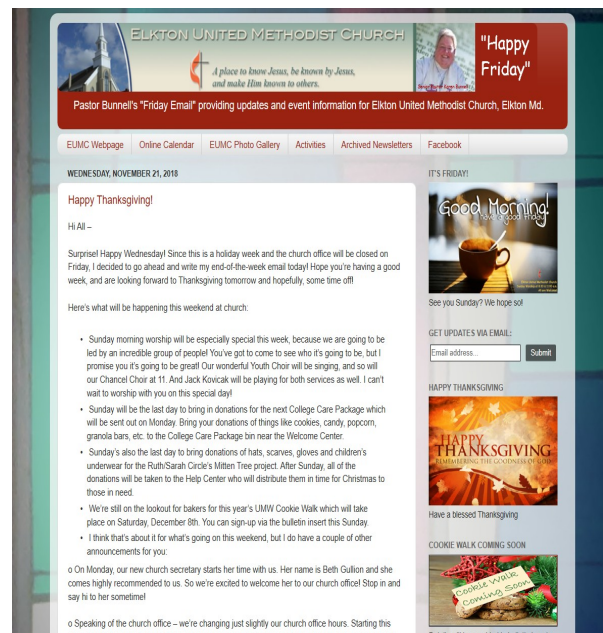 ELKTON UNITED METHODIST CHURCH
A place to know Jesus, be known by Jesus,
and make Him known to others.
"Happy
Friday"
Pastor Bunnell's "Friday Email" providing updates and event information for Elkton United Methodist Church, Elkton Md.
EUMC Webpage
Online Calendar
EUMC Photo Gallery
Activities
Archived Newsletters
Facebook
WEDNESDAY, NOVEMBER 21, 2018
Happy Thanksgiving!
Hi All –
Surprise! Happy Wednesday! Since this is a holiday week and the church office will be closed on
Friday, I decided to go ahead and write my end-of-the-week email today! Hope you're having a good
week, and are looking forward to Thanksgiving tomorrow and hopefully, some time off!
Here's what will be happening this weekend at church:
• Sunday morning worship will be especially special this week, because we are going to be
led by an incredible group of people! You've got to come to see who it's going to be, but I
promise you it's going to be great! Our wonderful Youth Choir will be singing, and so will
our Chancel Choir at 11. And Jack Kovicak will be playing for both services as well. I can't
wait to worship with you on this special day!
• Sunday will be the last day to bring in donations for the next College Care Package which
will be sent out on Monday. Bring your donations of things like cookies, candy, popcorn,
granola bars, etc. to the College Care Package bin near the Welcome Center.
• Sunday's also the last day to bring donations of hats, scarves, gloves and children's
underwear for the Ruth/Sarah Circle's Mitten Tree project. After Sunday, all of the
donations will be taken to the Help Center who will distribute them in time for Christmas to
those in need.
• We're still on the lookout for bakers for this year's UMW Cookie Walk which will take
place on Saturday, December 8th. You can sign-up via the bulletin insert this Sunday.
• I think that's about it for what's going on this weekend, but I do have a couple of other
announcements for you:
o On Monday, our new church secretary starts her time with us. Her name is Beth Gullion and she
comes highly recommended to us. So we're excited to welcome her to our church office! Stop in and
say hi to her sometime!
o Speaking of the church office – we're changing just slightly our church office hours. Starting this
IT'S FRIDAY!
Good Morning!
have a good Friday!
See you Sunday? We hope so!
GET UPDATES VIA EMAIL:
Email address...
Submit
HAPPY THANKSGIVING
HAPPY
THANKSGIVING
REMEMBERING THE GOODNESS OF GOD
Have a blessed Thanksgiving
COOKIE WALK COMING SOON
Cookie Walk
Coming Soon